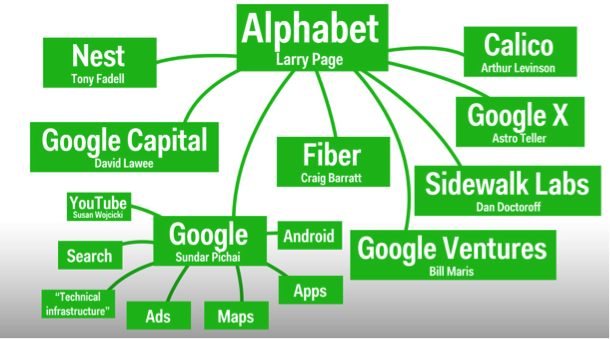 Alphabet
Larry Page
Nest
Tony Fadell
Calico
Arthur Levinson
Google X
Astro Teller
Google Capital
David Lawee
Fiber
Craig Barratt
Sidewalk Labs
Dan Doctoroff
YouTube
Susan Wojcicki
Google
Sundar Pichai
Android
Google Ventures
Bill Maris
Search
Apps
"Technical
infrastructure"
Ads
Maps